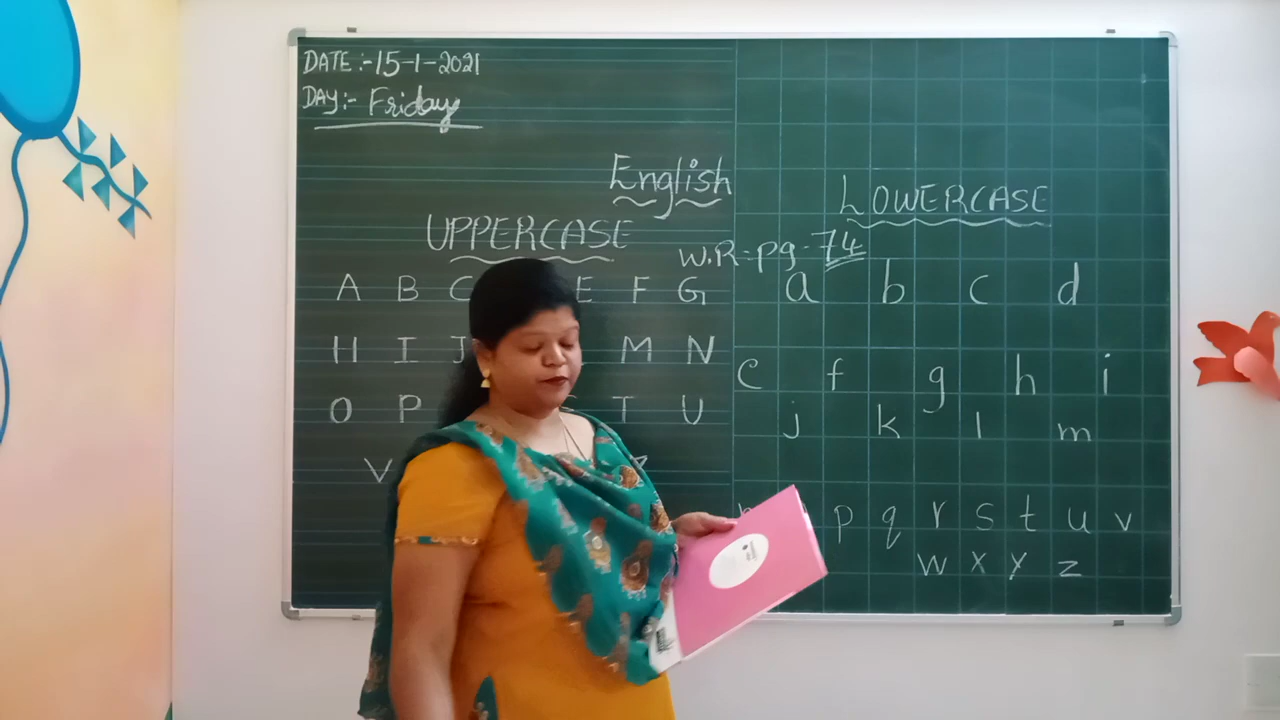 DATE :- 15-1-2021
DAY:- Friday
English
UPPERCASE
W.R=pg-74
A B C E F G
H I J M N
O P T U
V
LOWERCASE
a b c d
e f g h i
j k l m
p q r s t u v
w x y z